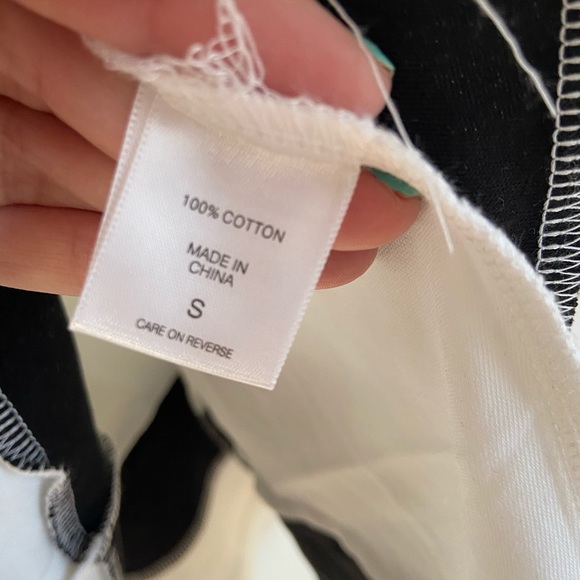 100% COTTON
MADE IN
CHINA
S
CARE ON REVERSE